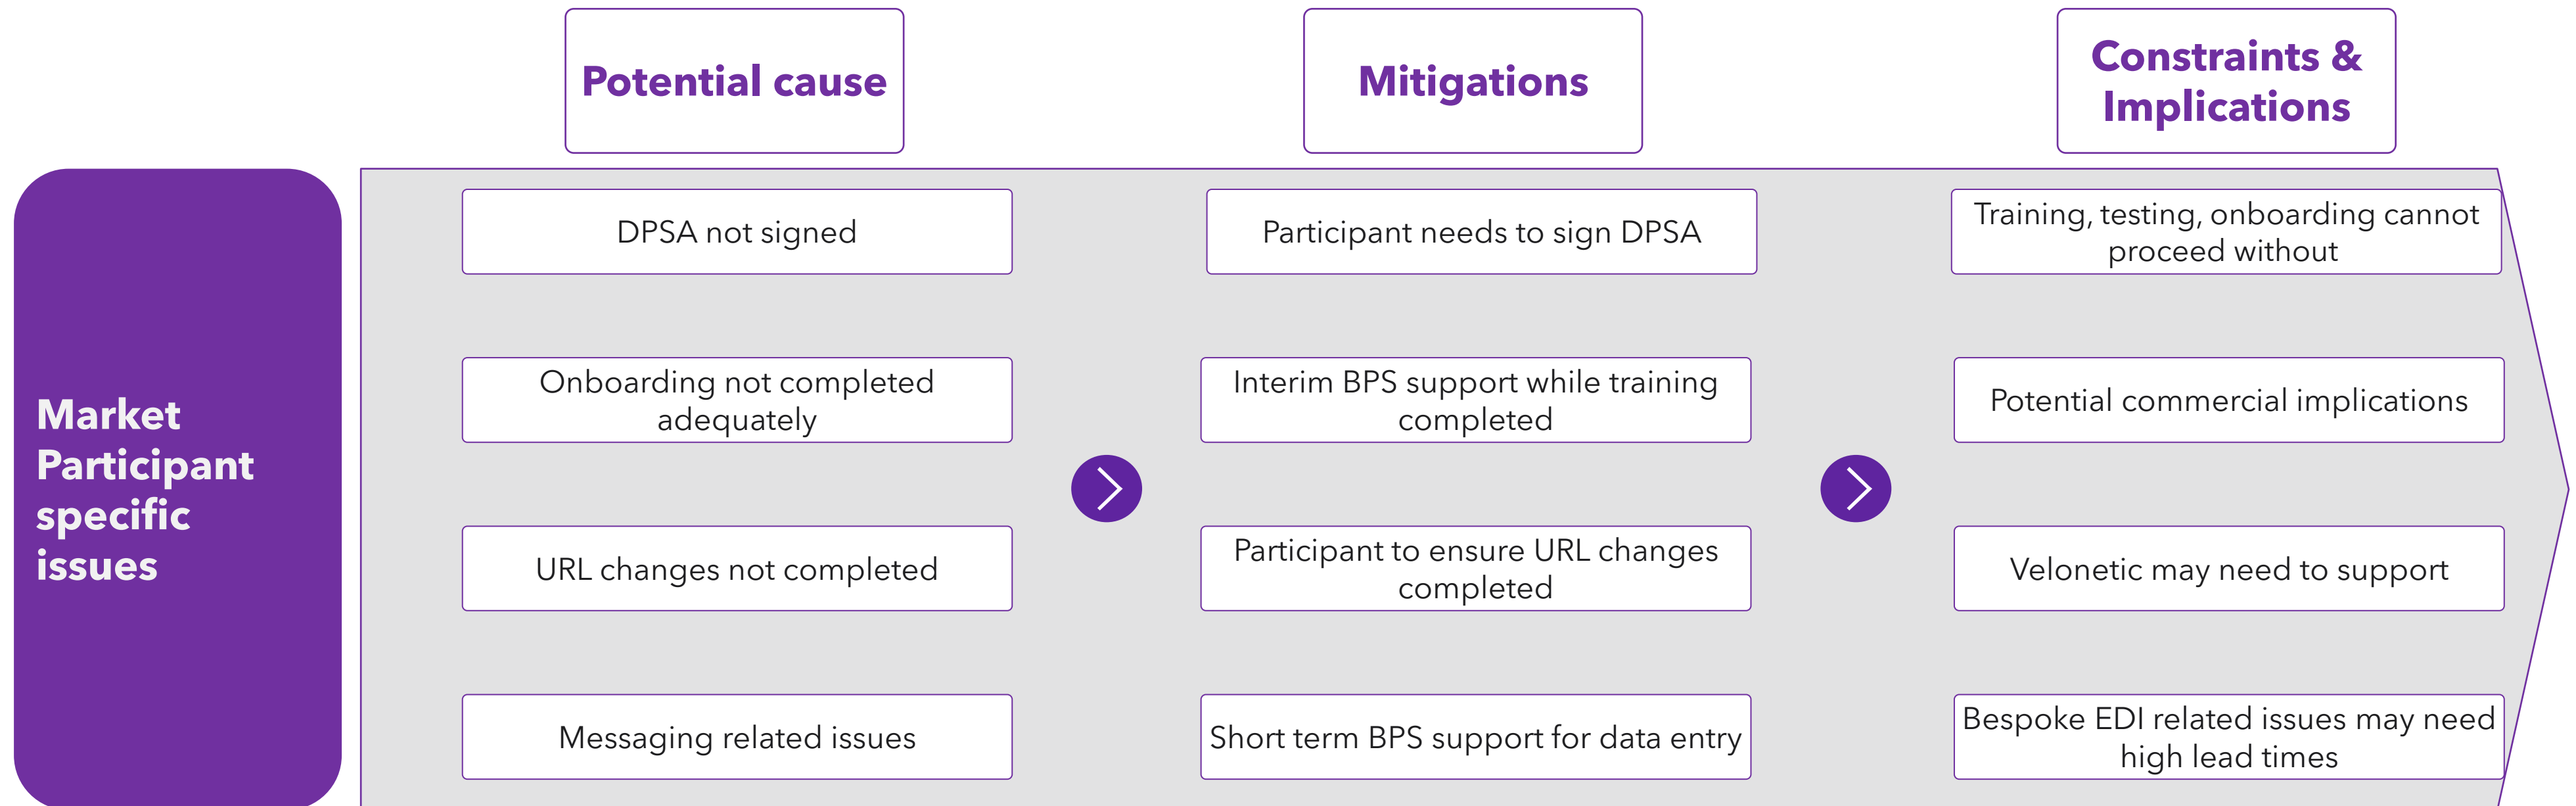 Potential cause
Mitigations
Constraints &
Implications
Market
Participant
specific
issues
DPSA not signed
Participant needs to sign DPSA
Training, testing, onboarding cannot
proceed without
Onboarding not completed
adequately
Interim BPS support while training
completed
Potential commercial implications
URL changes not completed
Participant to ensure URL changes
completed
Velonetic may need to support
Messaging related issues
Short term BPS support for data entry
Bespoke EDI related issues may need
high lead times